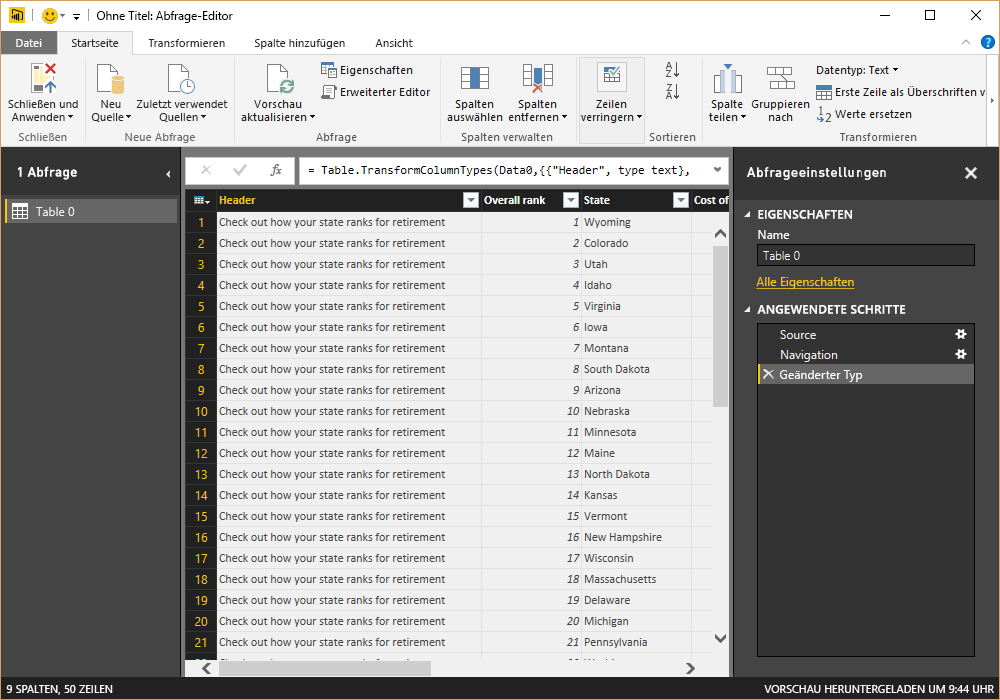 Ohne Titel: Abfrage-Editor
Datei Startseite Transformieren Spalte hinzufügen Ansicht
Schließen und Anwenden
Neu Quelle
Zuletzt verwendet Quellen
Vorschau aktualisieren
Eigenschaften
Erweiterter Editor
Spalten auswählen
Spalten entfernen
Zeilen verringern
Spalte teilen
Gruppieren nach
Datentyp: Text
Erste Zeile als Überschriften v
Werte ersetzen
Schließen Neue Abfrage Abfrage Spalten verwalten Sortieren Transformieren
1 Abfrage
Table 0
fx
= Table.TransformColumnTypes(Data0,{{"Header", type text},
Header Overall rank State Cost of
1 Check out how your state ranks for retirement 1 Wyoming
2 Check out how your state ranks for retirement 2 Colorado
3 Check out how your state ranks for retirement 3 Utah
4 Check out how your state ranks for retirement 4 Idaho
5 Check out how your state ranks for retirement 5 Virginia
6 Check out how your state ranks for retirement 6 Iowa
7 Check out how your state ranks for retirement 7 Montana
8 Check out how your state ranks for retirement 8 South Dakota
9 Check out how your state ranks for retirement 9 Arizona
10 Check out how your state ranks for retirement 10 Nebraska
11 Check out how your state ranks for retirement 11 Minnesota
12 Check out how your state ranks for retirement 12 Maine
13 Check out how your state ranks for retirement 13 North Dakota
14 Check out how your state ranks for retirement 14 Kansas
15 Check out how your state ranks for retirement 15 Vermont
16 Check out how your state ranks for retirement 16 New Hampshire
17 Check out how your state ranks for retirement 17 Wisconsin
18 Check out how your state ranks for retirement 18 Massachusetts
19 Check out how your state ranks for retirement 19 Delaware
20 Check out how your state ranks for retirement 20 Michigan
21 Check out how your state ranks for retirement 21 Pennsylvania
Abfrageeinstellungen
EIGENSCHAFTEN
Name
Table 0
Alle Eigenschaften
ANGEWENDETE SCHRITTE
Source
Navigation
Geänderter Typ
9 SPALTEN, 50 ZEILEN
VORSCHAU HERUNTERGELADEN UM 9:44 UHR